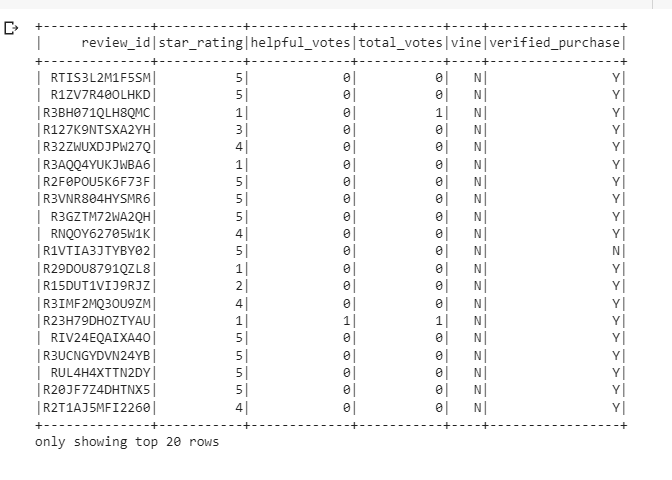 +--------------+-----------+-------------+-----------+----+-----------------+
|     review_id|star_rating|helpful_votes|total_votes|vine|verified_purchase|
+--------------+-----------+-------------+-----------+----+-----------------+
| RTIS3L2M1F5SM|          5|            0|          0|   N|                Y|
| R1ZV7R40OLHKD|          5|            0|          0|   N|                Y|
|R3BH071QLH8QMC|          1|            0|          1|   N|                Y|
|R127K9NTSXA2YH|          3|            0|          0|   N|                Y|
|R32ZWUXDJPW27Q|          4|            0|          0|   N|                Y|
|R3AQQ4YUKJWBA6|          1|            0|          0|   N|                Y|
|R2F0POU5K6F73F|          5|            0|          0|   N|                Y|
|R3VNR804HYSMR6|          5|            0|          0|   N|                Y|
| R3GZTM72WA2QH|          5|            0|          0|   N|                Y|
| RNQOY62705W1K|          4|            0|          0|   N|                Y|
|R1VTIA3JTYBY02|          5|            0|          0|   N|                N|
|R29DOU8791QZL8|          1|            0|          0|   N|                Y|
|R15DUT1VIJ9RJZ|          2|            0|          0|   N|                Y|
|R3IMF2MQ3OU9ZM|          4|            0|          0|   N|                Y|
|R23H79DHOZTYAU|          1|            1|          1|   N|                Y|
| RIV24EQAIXA4O|          5|            0|          0|   N|                Y|
|R3UCNGYDVN24YB|          5|            0|          0|   N|                Y|
| RUL4H4XTTN2DY|          5|            0|          0|   N|                Y|
|R20JF7Z4DHTNX5|          5|            0|          0|   N|                Y|
|R2T1AJ5MFI2260|          4|            0|          0|   N|                Y|
+--------------+-----------+-------------+-----------+----+-----------------+
only showing top 20 rows